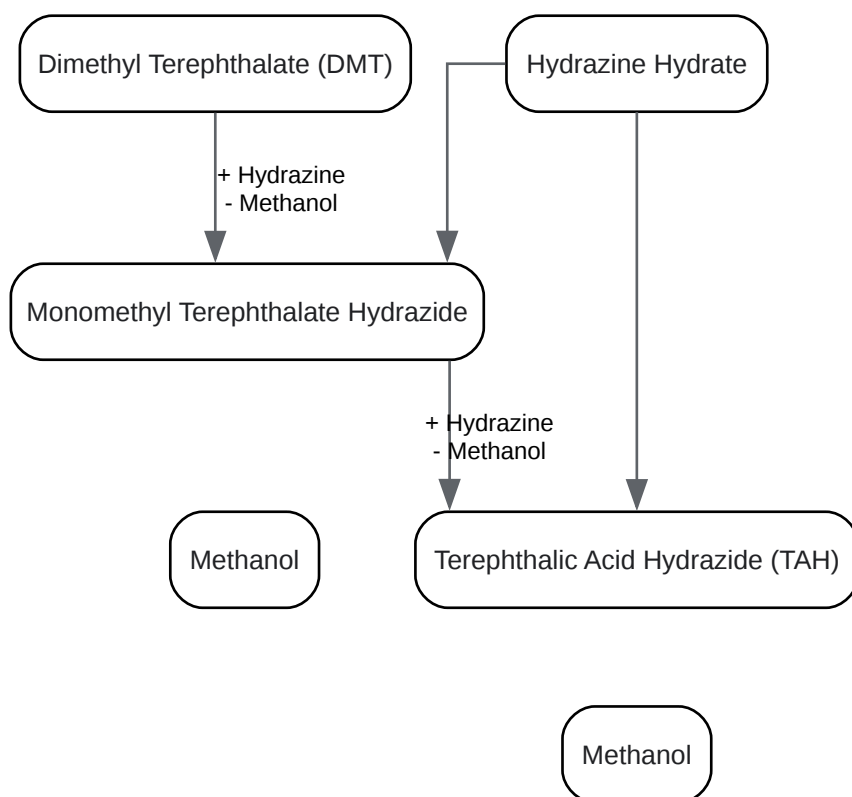 Dimethyl Terephthalate (DMT)
Hydrazine Hydrate
+ Hydrazine
- Methanol
Monomethyl Terephthalate Hydrazide
+ Hydrazine
- Methanol
Methanol
Terephthalic Acid Hydrazide (TAH)
Methanol